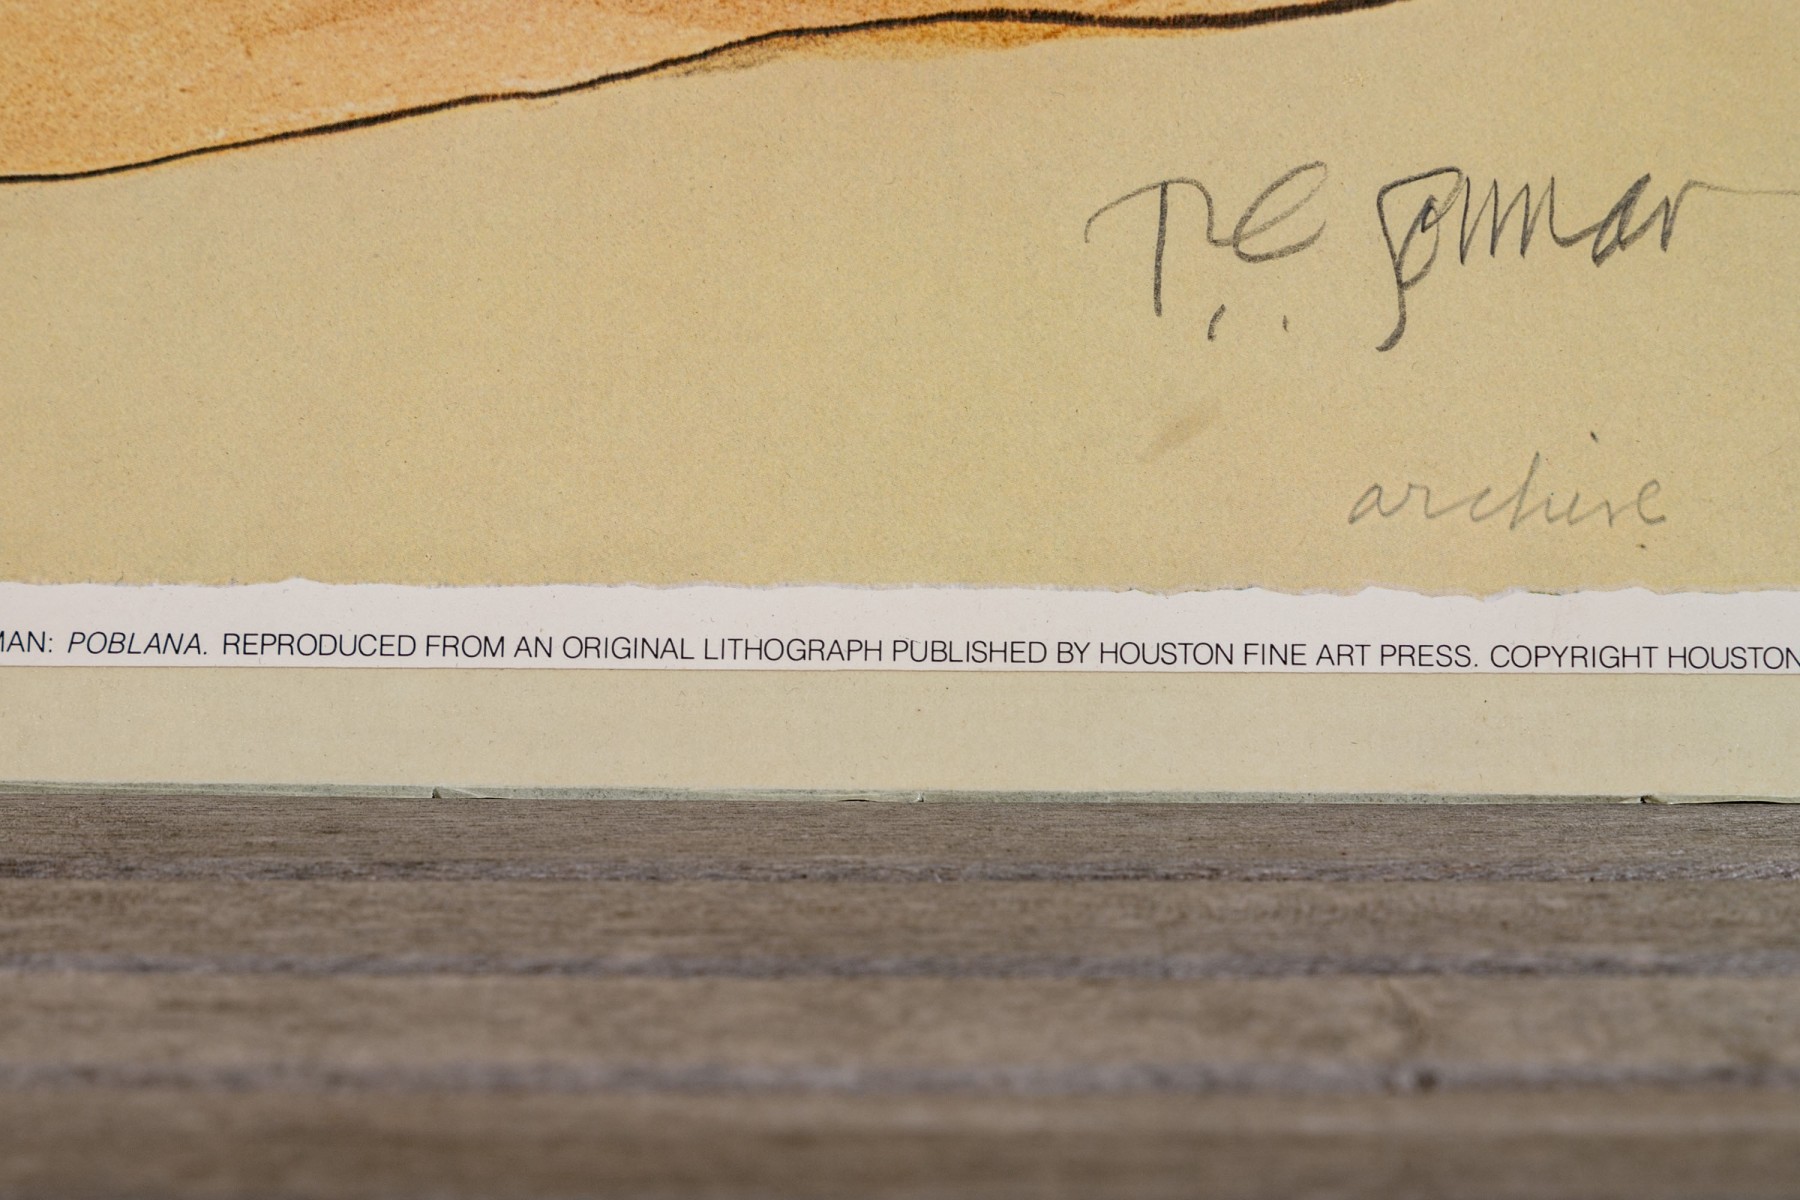 R.C. Gorman
archive
MAN: POBLANA. REPRODUCED FROM AN ORIGINAL LITHOGRAPH PUBLISHED BY HOUSTON FINE ART PRESS. COPYRIGHT HOUSTON